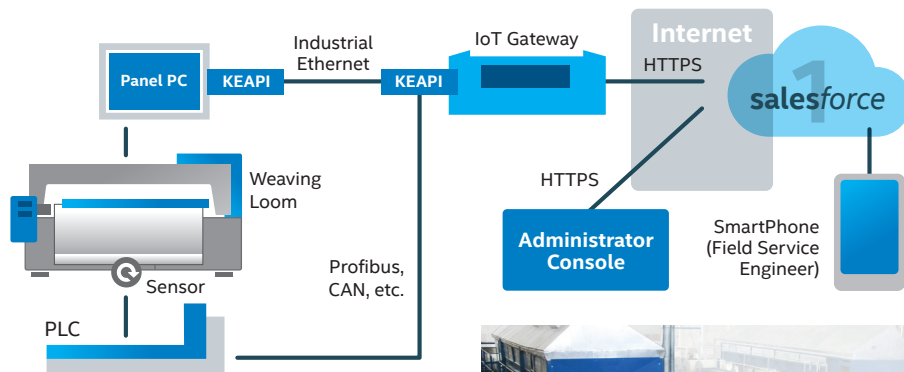 Industrial
Ethernet
IoT Gateway
Internet
Panel PC
KEAPI
KEAPI
HTTPS
1
salesforce
Weaving
Loom
HTTPS
Administrator
Console
SmartPhone
(Field Service
Engineer)
Sensor
Profibus,
CAN, etc.
PLC